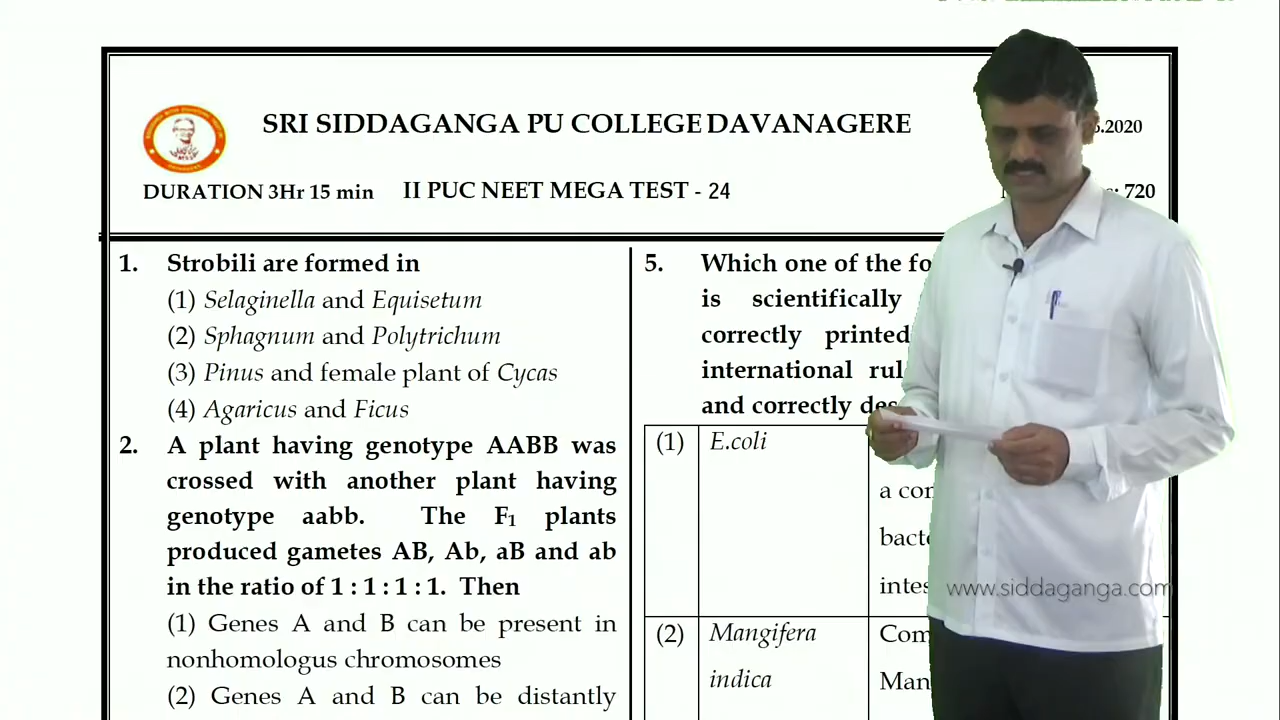 SRI SIDDAGANGA PU COLLEGE DAVANAGERE
.2020
DURATION 3Hr 15 min II PUC NEET MEGA TEST - 24
: 720
1. Strobili are formed in
(1) Selaginella and Equisetum
(2) Sphagnum and Polytrichum
(3) Pinus and female plant of Cycas
(4) Agaricus and Ficus
2. A plant having genotype AABB was
crossed with another plant having
genotype aabb. The F₁ plants
produced gametes AB, Ab, aB and ab
in the ratio of 1 : 1 : 1 : 1. Then
(1) Genes A and B can be present in
nonhomologus chromosomes
(2) Genes A and B can be distantly
5. Which one of the fo
is scientifically
correctly printed
international rul
and correctly des
(1) E.coli
a con
bacte
intes
(2) Mangifera Com
indica Man
www.siddaganga.com